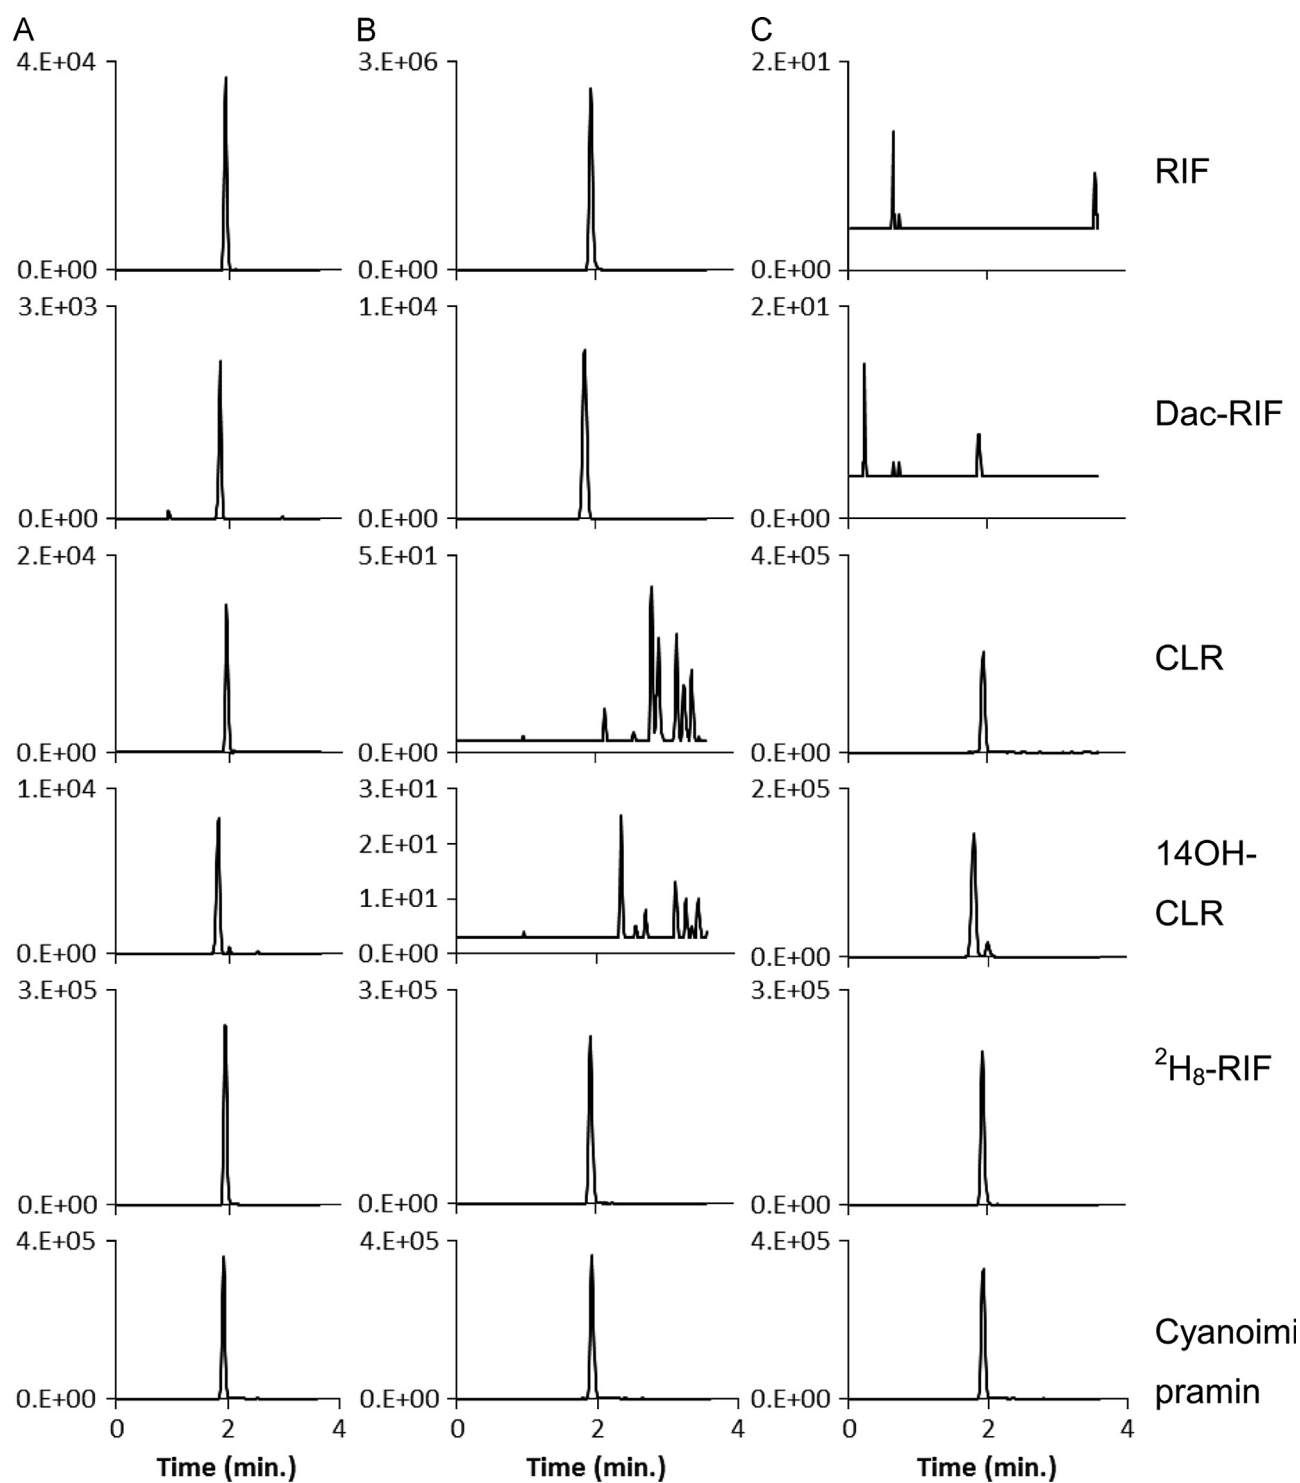 A B C
4.E+04 3.E+06 2.E+01
RIF
0.E+00 0.E+00 0.E+00
3.E+03 1.E+04 2.E+01
Dac-RIF
0.E+00 0.E+00 0.E+00
2.E+04 5.E+01 4.E+05
CLR
0.E+00 0.E+00 0.E+00
1.E+04 3.E+01 2.E+05
2.E+01
14OH-
1.E+01
CLR
0.E+00 0.E+00 0.E+00
3.E+05 3.E+05 3.E+05
²H₈-RIF
0.E+00 0.E+00 0.E+00
4.E+05 4.E+05 4.E+05
Cyanoimi
pramin
0.E+00 0.E+00 0.E+00
0 2 4 0 2 4 0 2 4
Time (min.) Time (min.) Time (min.)